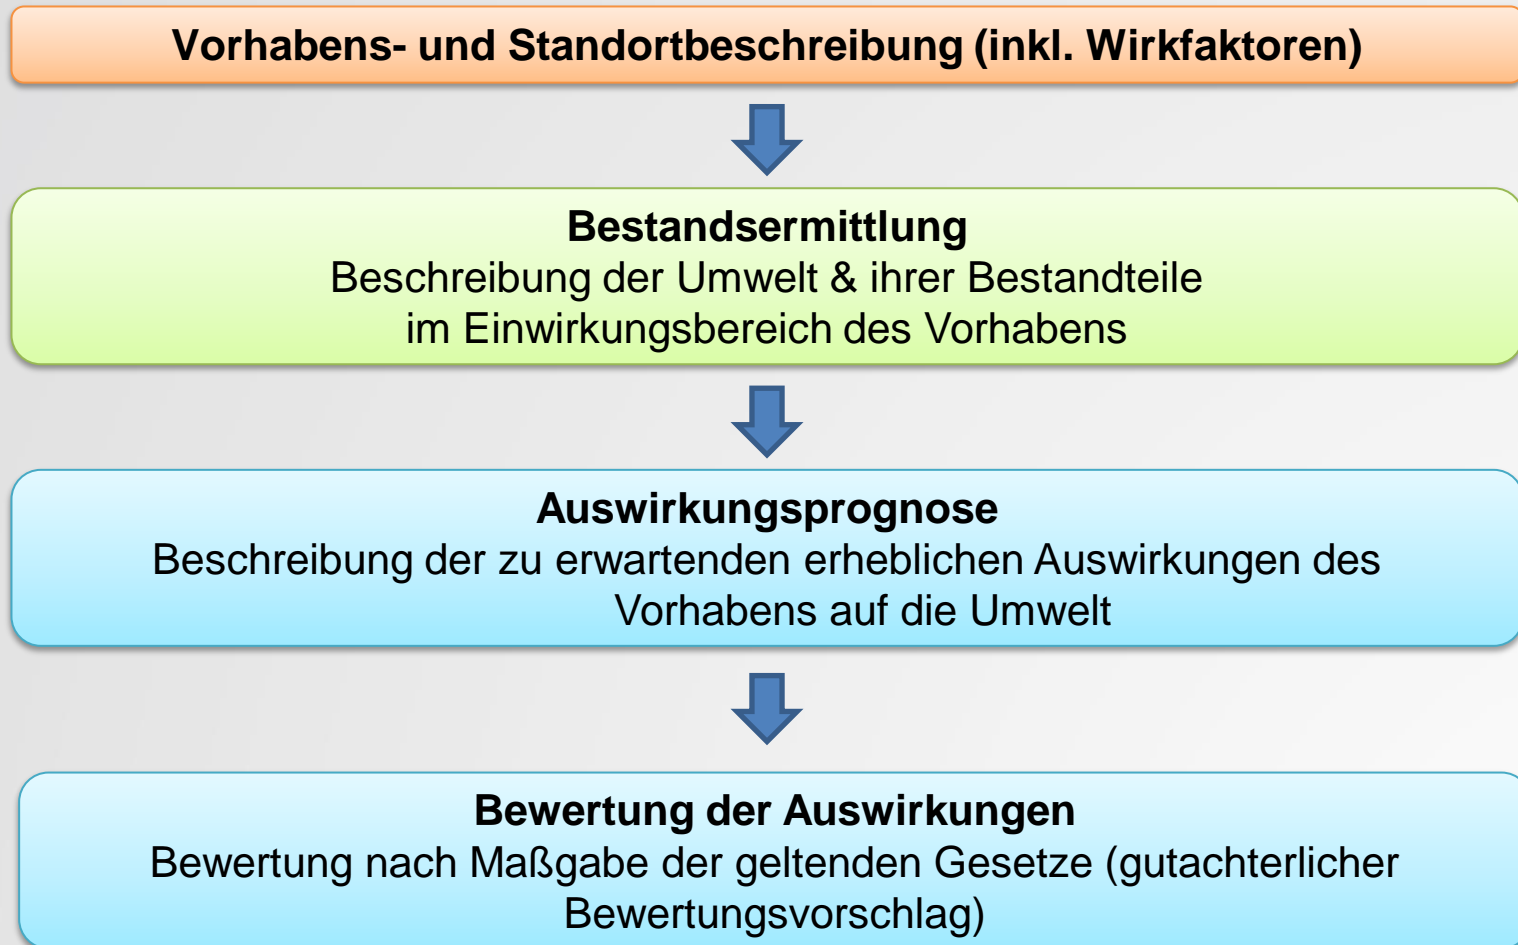 Vorhabens- und Standortbeschreibung (inkl. Wirkfaktoren)
Bestandsermittlung
Beschreibung der Umwelt & ihrer Bestandteile
im Einwirkungsbereich des Vorhabens
Auswirkungsprognose
Beschreibung der zu erwartenden erheblichen Auswirkungen des
Vorhabens auf die Umwelt
Bewertung der Auswirkungen
Bewertung nach Maßgabe der geltenden Gesetze (gutachterlicher
Bewertungsvorschlag)